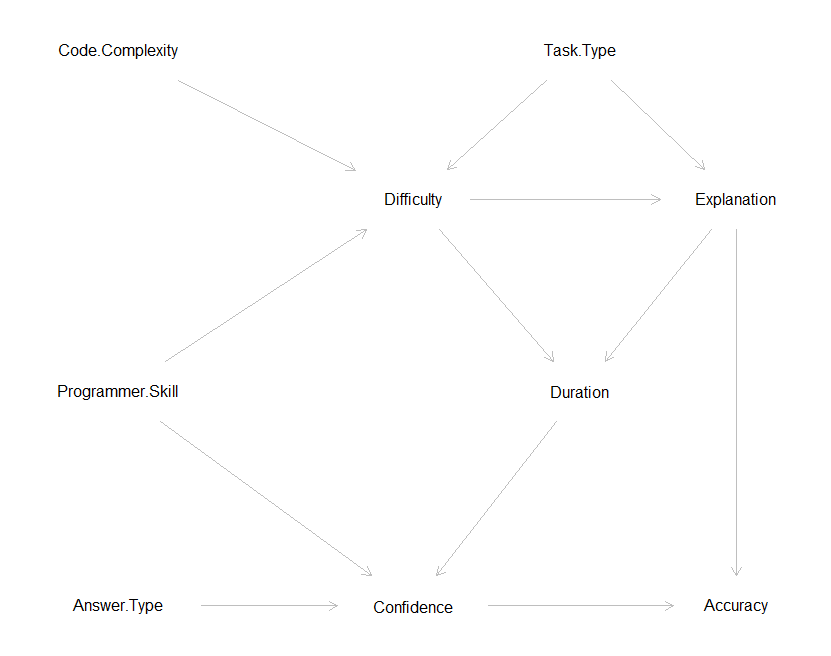 Code.Complexity
Task.Type
Difficulty
Explanation
Programmer.Skill
Duration
Answer.Type
Confidence
Accuracy